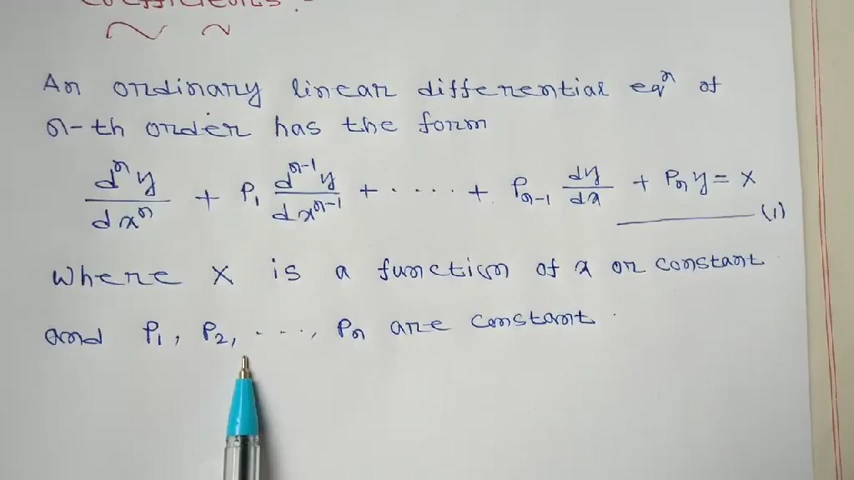 Coefficients :-
An ordinary linear differential eqⁿ of
n-th order has the form
dⁿy/dxⁿ + P₁ dⁿ⁻¹y/dxⁿ⁻¹ + ..... + Pₙ₋₁ dy/dx + Pₙy = X —— (1)
where X is a function of x or constant
and P₁, P₂, ...., Pₙ are constant.